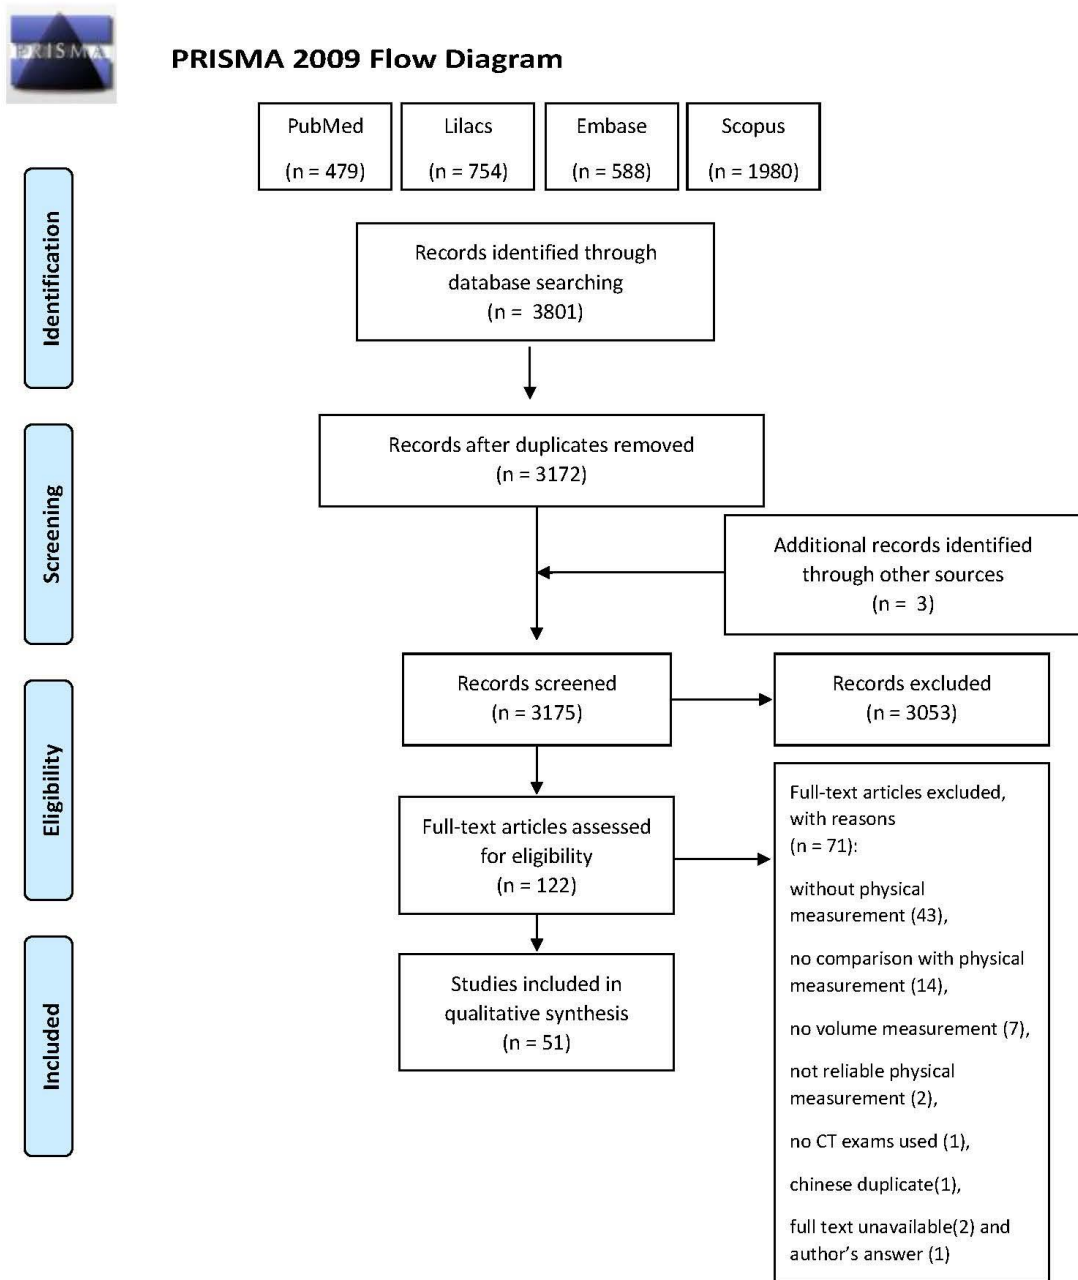 PRISMA
PRISMA 2009 Flow Diagram
PubMed
(n = 479)
Lilacs
(n = 754)
Embase
(n = 588)
Scopus
(n = 1980)
Identification
Records identified through
database searching
(n = 3801)
Screening
Records after duplicates removed
(n = 3172)
Additional records identified
through other sources
(n = 3)
Records screened
(n = 3175)
Records excluded
(n = 3053)
Eligibility
Full-text articles assessed
for eligibility
(n = 122)
Full-text articles excluded,
with reasons
(n = 71):
without physical
measurement (43),
no comparison with physical
measurement (14),
no volume measurement (7),
not reliable physical
measurement (2),
no CT exams used (1),
chinese duplicate(1),
full text unavailable(2) and
author's answer (1)
Included
Studies included in
qualitative synthesis
(n = 51)